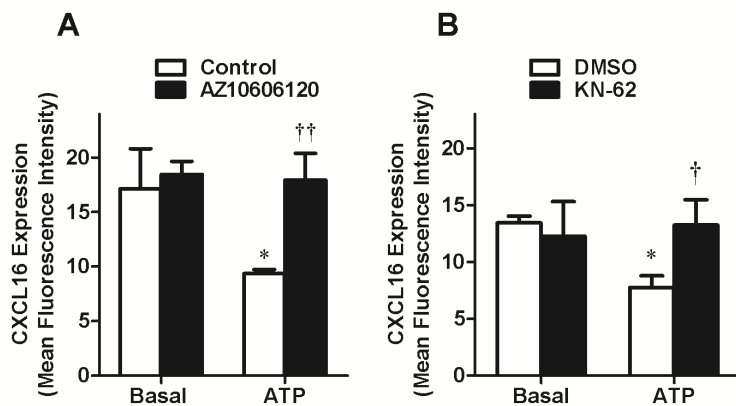 A
Control
AZ10606120
CXCL16 Expression
(Mean Fluorescence Intensity)
20
15
10
5
0
††
*
Basal
ATP
B
DMSO
KN-62
CXCL16 Expression
(Mean Fluorescence Intensity)
20
15
10
5
0
†
*
Basal
ATP